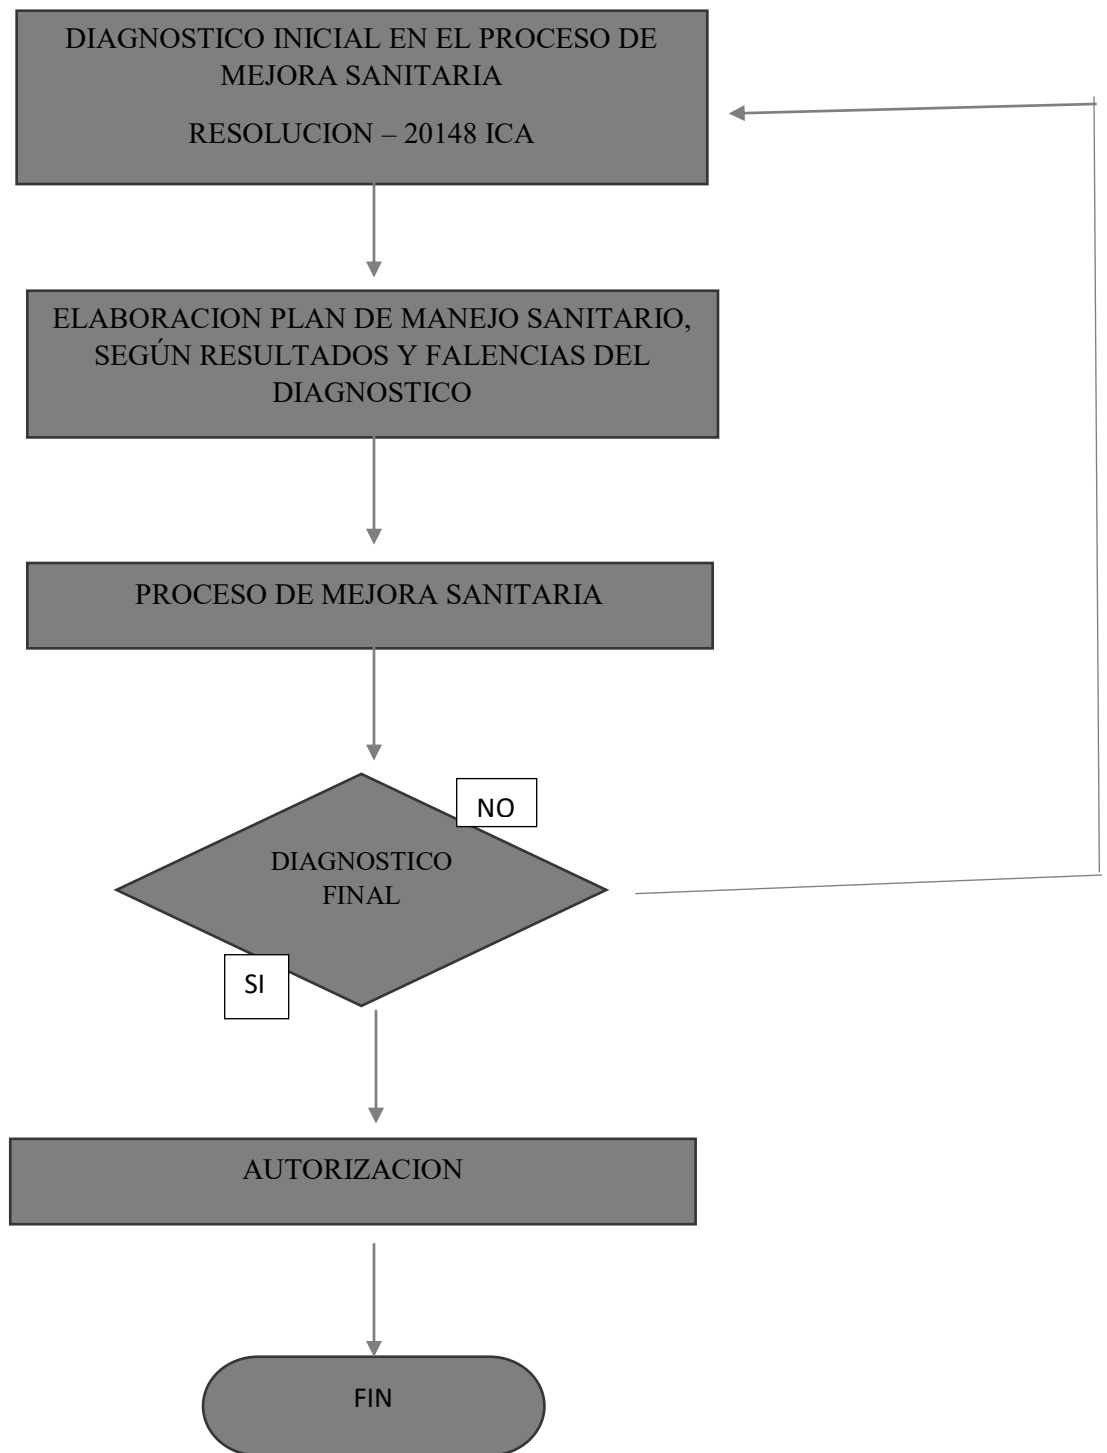 DIAGNOSTICO INICIAL EN EL PROCESO DE
MEJORA SANITARIA
RESOLUCION – 20148 ICA
ELABORACION PLAN DE MANEJO SANITARIO,
SEGÚN RESULTADOS Y FALENCIAS DEL
DIAGNOSTICO
PROCESO DE MEJORA SANITARIA
NO
DIAGNOSTICO
FINAL
SI
AUTORIZACION
FIN